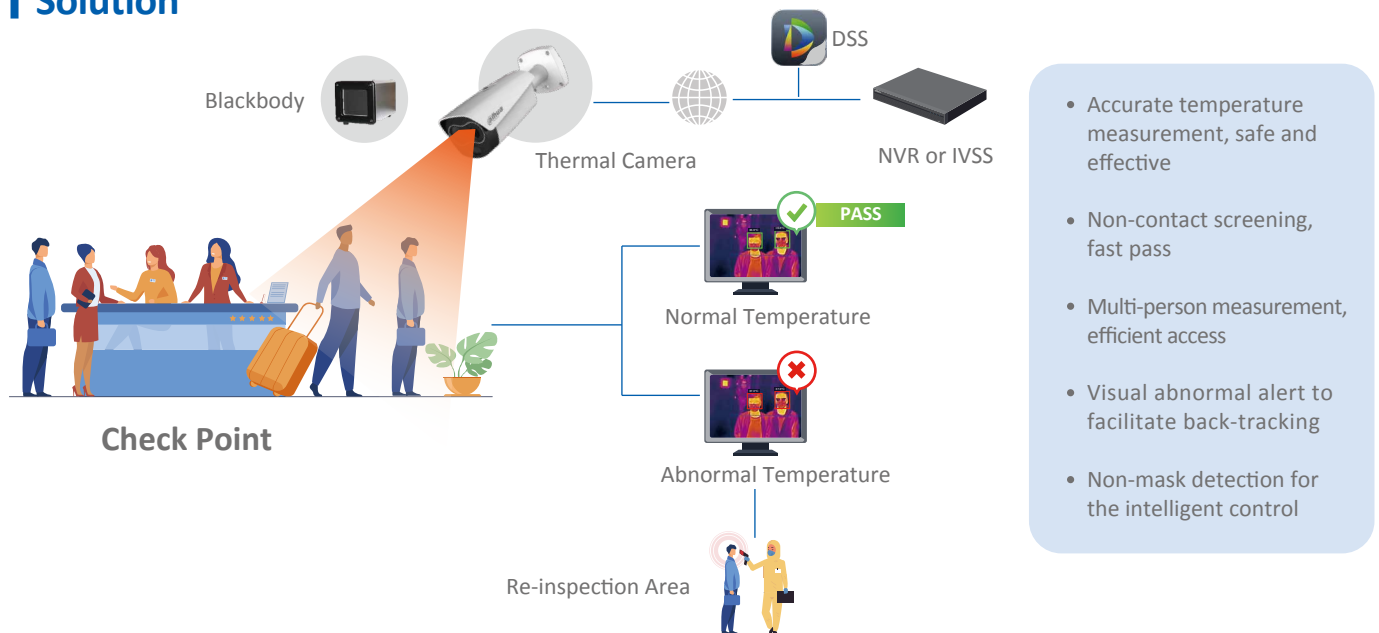 Solution
DSS
Blackbody
Thermal Camera
NVR or IVSS
PASS
Normal Temperature
Check Point
Abnormal Temperature
Re-inspection Area
• Accurate temperature
measurement, safe and
effective
• Non-contact screening,
fast pass
• Multi-person measurement,
efficient access
• Visual abnormal alert to
facilitate back-tracking
• Non-mask detection for
the intelligent control